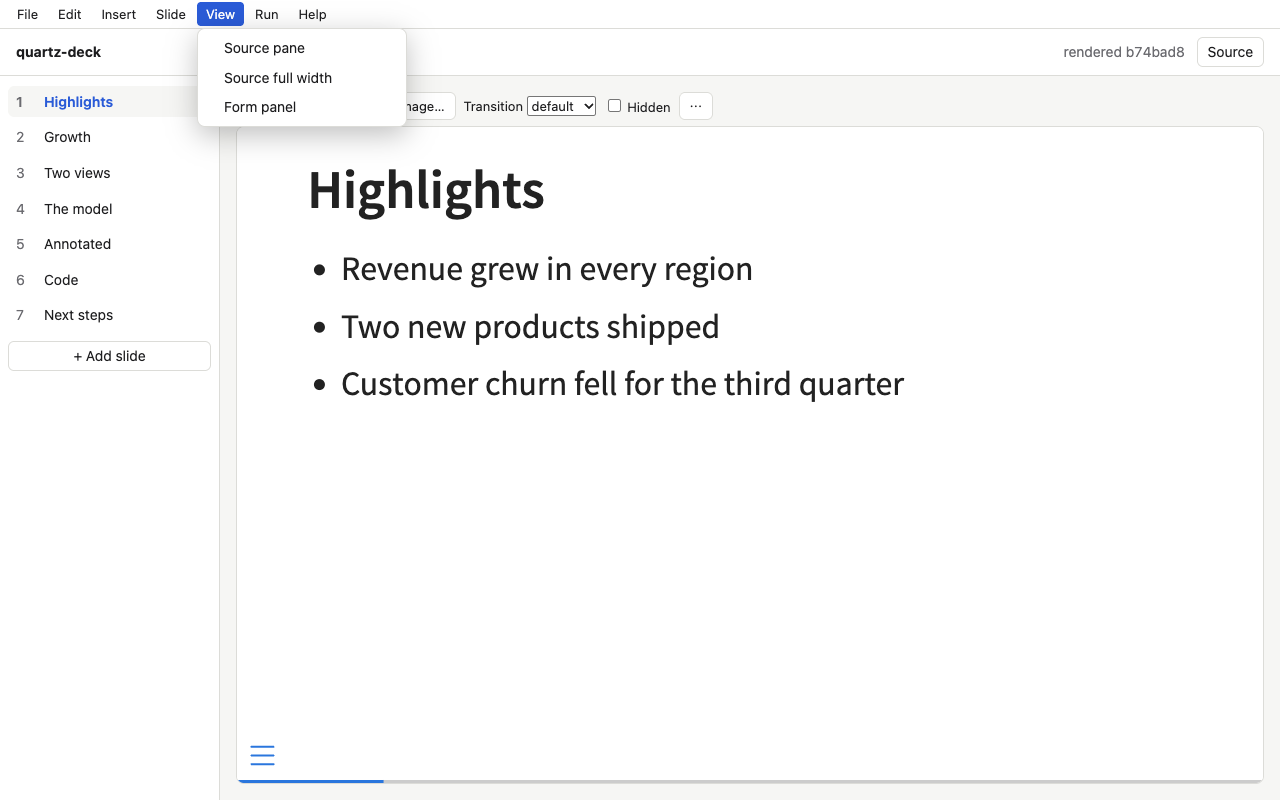 File Edit Insert Slide View Run Help
quartz-deck
rendered b74bad8 Source
Source pane
Source full width
Form panel
1 Highlights
2 Growth
3 Two views
4 The model
5 Annotated
6 Code
7 Next steps
+ Add slide
Transition default Hidden ...
Highlights
• Revenue grew in every region
• Two new products shipped
• Customer churn fell for the third quarter